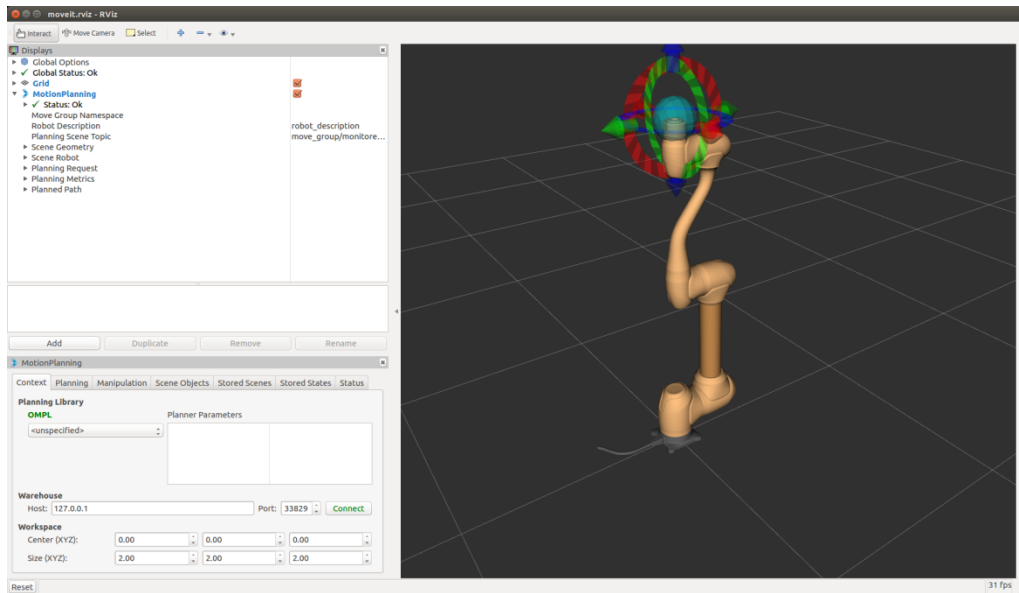 moveit.rviz - RViz
Interact Move Camera Select
Displays
Global Options
Global Status: Ok
Grid
MotionPlanning
Status: Ok
Move Group Namespace
Robot Description robot_description
Planning Scene Topic move_group/monitore...
Scene Geometry
Scene Robot
Planning Request
Planning Metrics
Planned Path
Add Duplicate Remove Rename
MotionPlanning
Context Planning Manipulation Scene Objects Stored Scenes Stored States Status
Planning Library
OMPL Planner Parameters
<unspecified>
Warehouse
Host: 127.0.0.1 Port: 33829 Connect
Workspace
Center (XYZ): 0.00 0.00 0.00
Size (XYZ): 2.00 2.00 2.00
Reset 31 fps